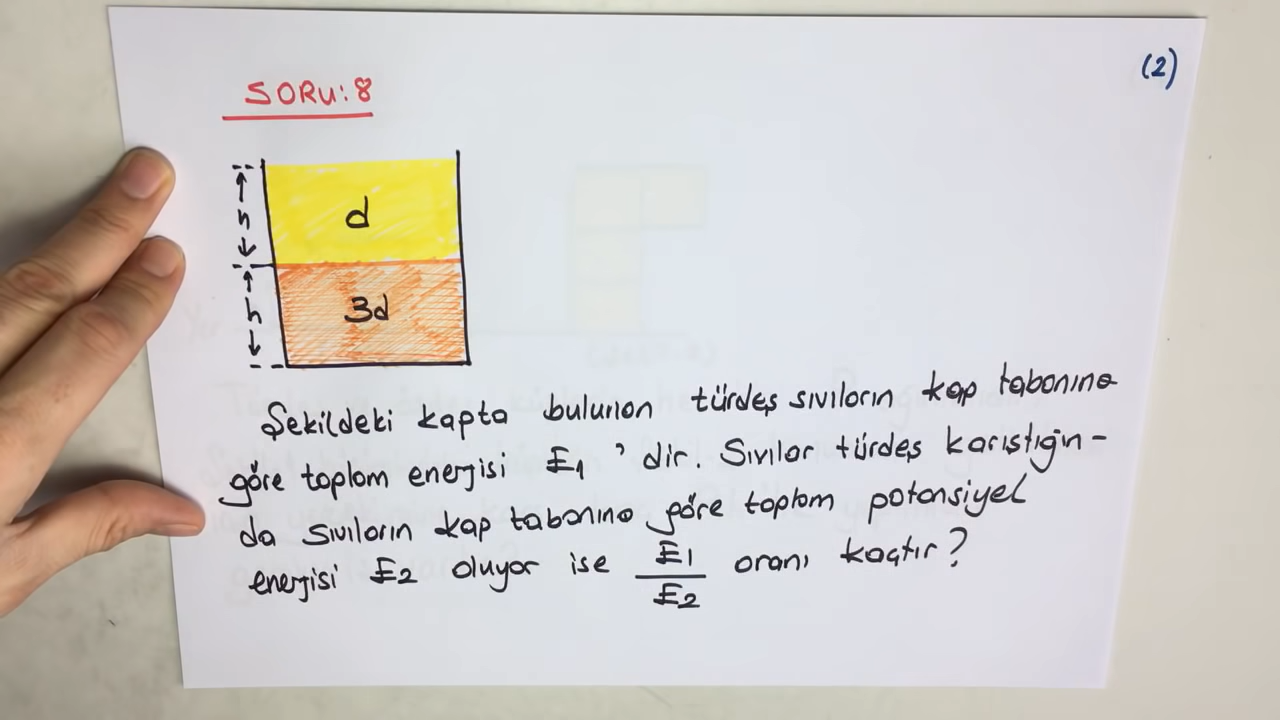 (2)
SORU:8
h
d
h
3d
Şekildeki kapta bulunan türdeş sıvıların kap tabanına
göre toplam enerjisi E1 'dir. Sıvılar türdeş karıştığın-
da sıvıların kap tabanına göre toplam potansiyel
enerjisi E2 oluyor ise E1/E2 oranı kaçtır?